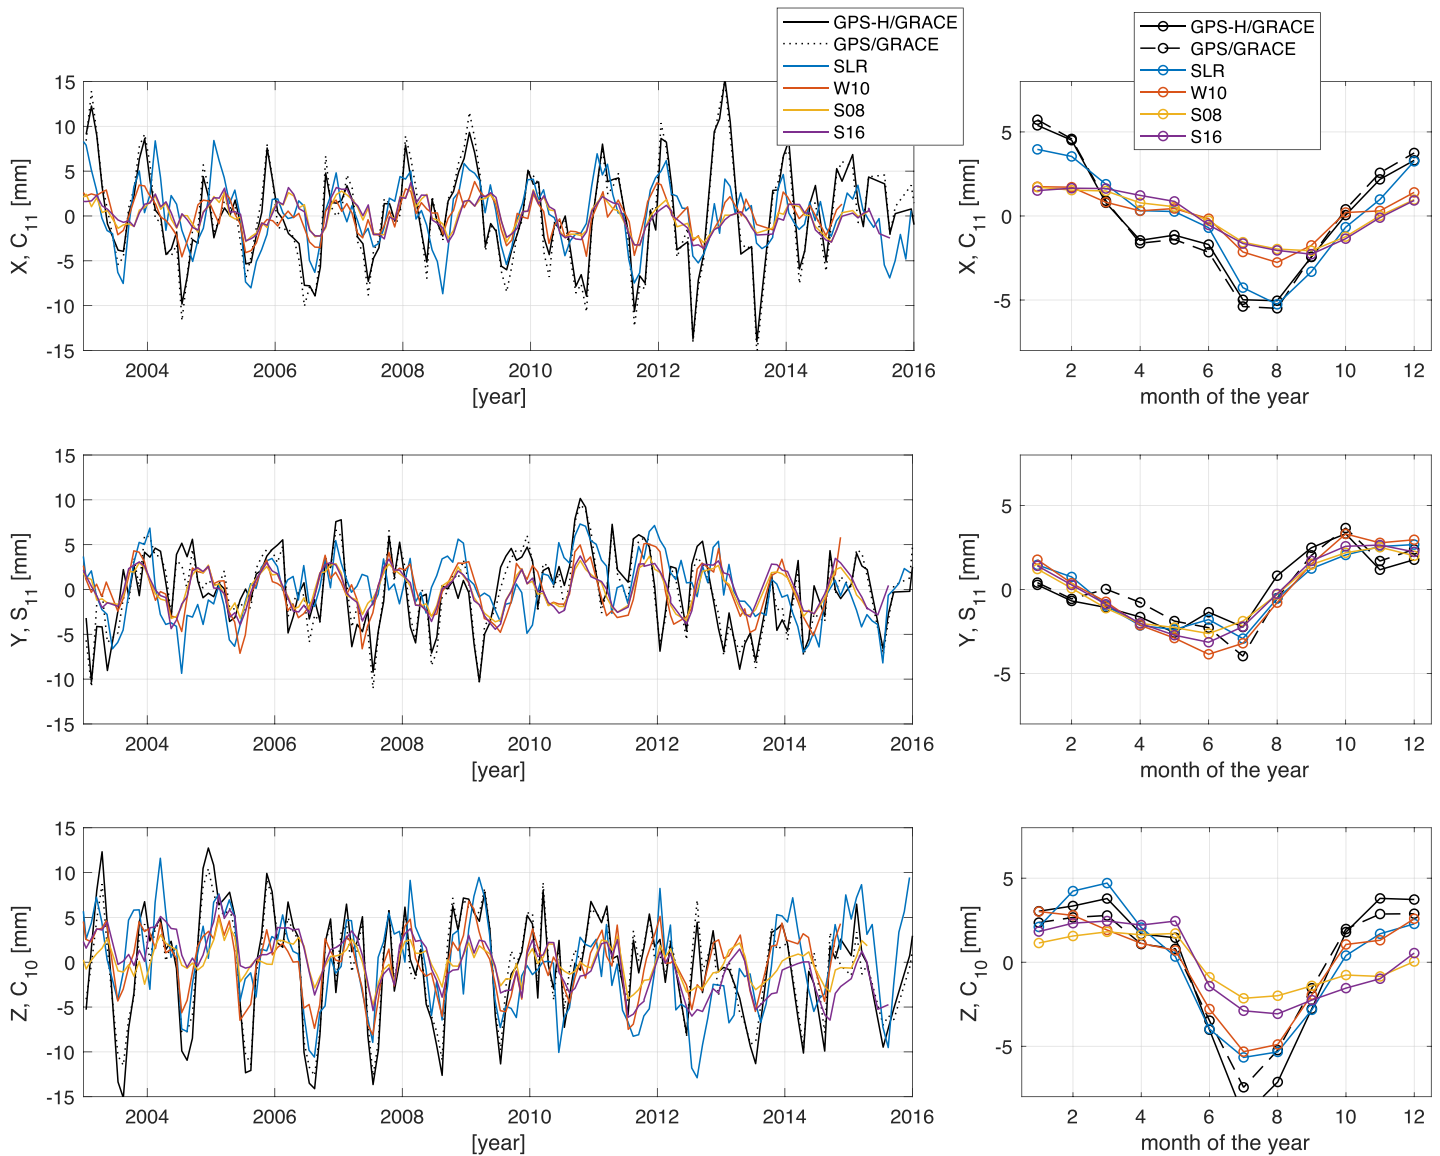 GPS-H/GRACE
GPS/GRACE
SLR
W10
S08
S16
GPS-H/GRACE
GPS/GRACE
SLR
W10
S08
S16
X, C11 [mm]
15
10
5
0
-5
-10
-15
2004 2006 2008 2010 2012 2014 2016
[year]
X, C11 [mm]
5
0
-5
2 4 6 8 10 12
month of the year
Y, S11 [mm]
15
10
5
0
-5
-10
-15
2004 2006 2008 2010 2012 2014 2016
[year]
Y, S11 [mm]
5
0
-5
2 4 6 8 10 12
month of the year
Z, C10 [mm]
15
10
5
0
-5
-10
-15
2004 2006 2008 2010 2012 2014 2016
[year]
Z, C10 [mm]
5
0
-5
2 4 6 8 10 12
month of the year